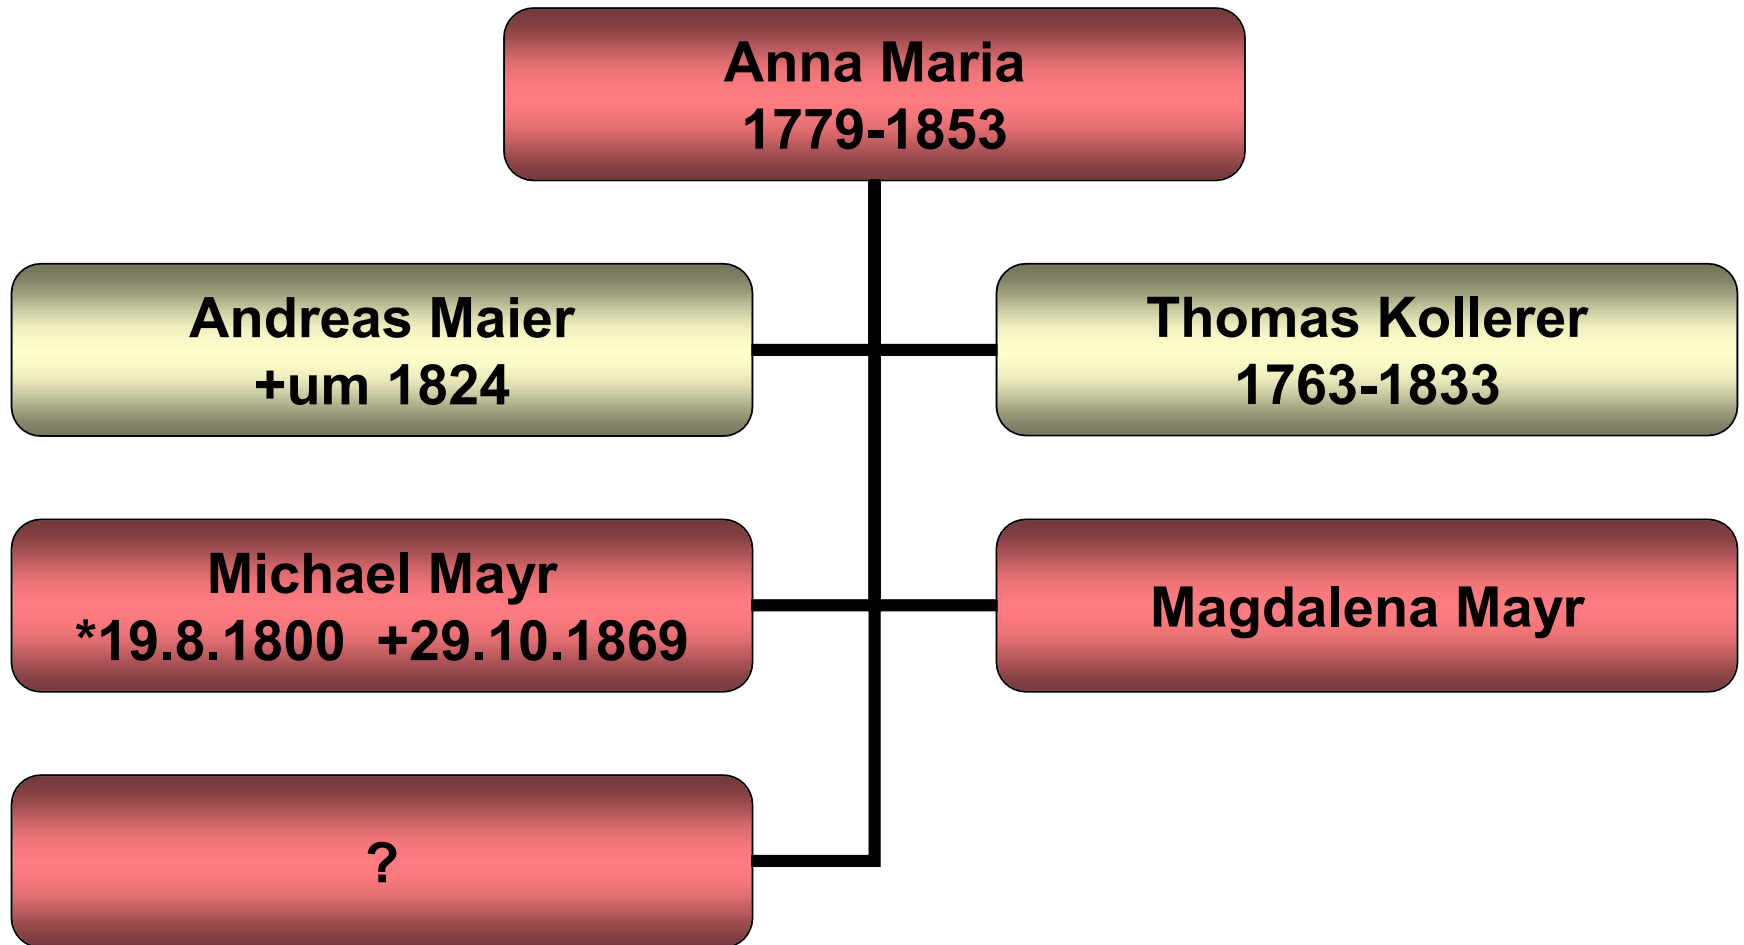 Anna Maria
1779-1853
Andreas Maier
+um 1824
Thomas Kollerer
1763-1833
Michael Mayr
*19.8.1800  +29.10.1869
Magdalena Mayr
?